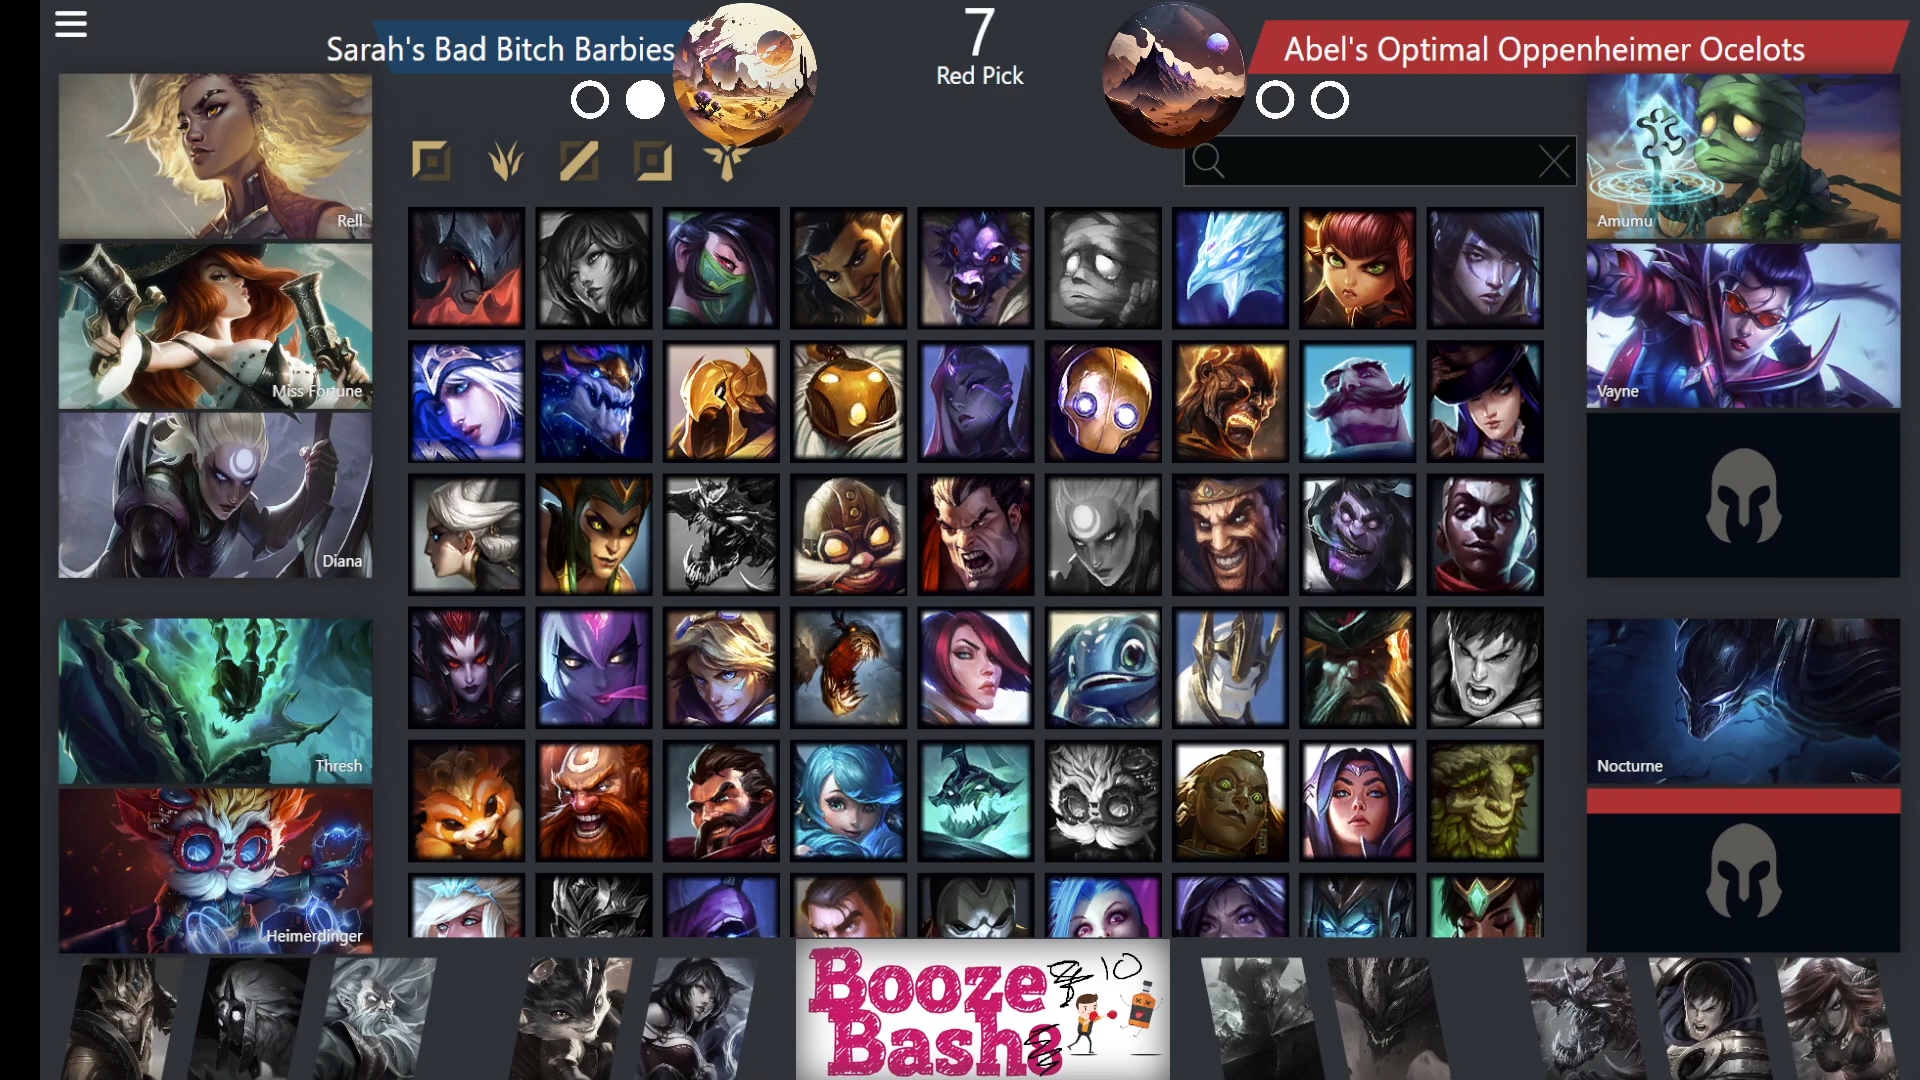 Sarah's Bad Bitch Barbies
7
Red Pick
Abel's Optimal Oppenheimer Ocelots
Rell
Miss Fortune
Diana
Thresh
Heimerdinger
Amumu
Vayne
Nocturne
Booze 10
Bash